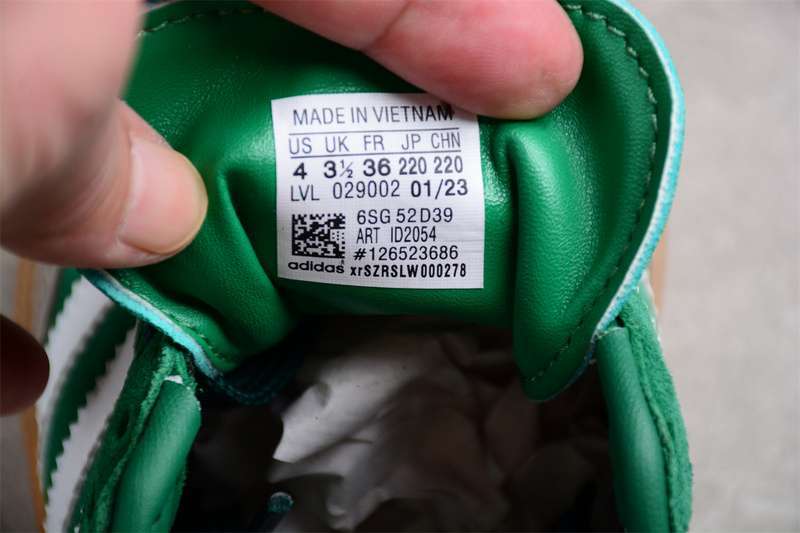 MADE IN VIETNAM
US UK FR JP CHN
4 3½ 36 220 220
LVL 029002 01/23
6SG 52D39
ART ID2054
#126523686
adidas xrSZRSLW000278